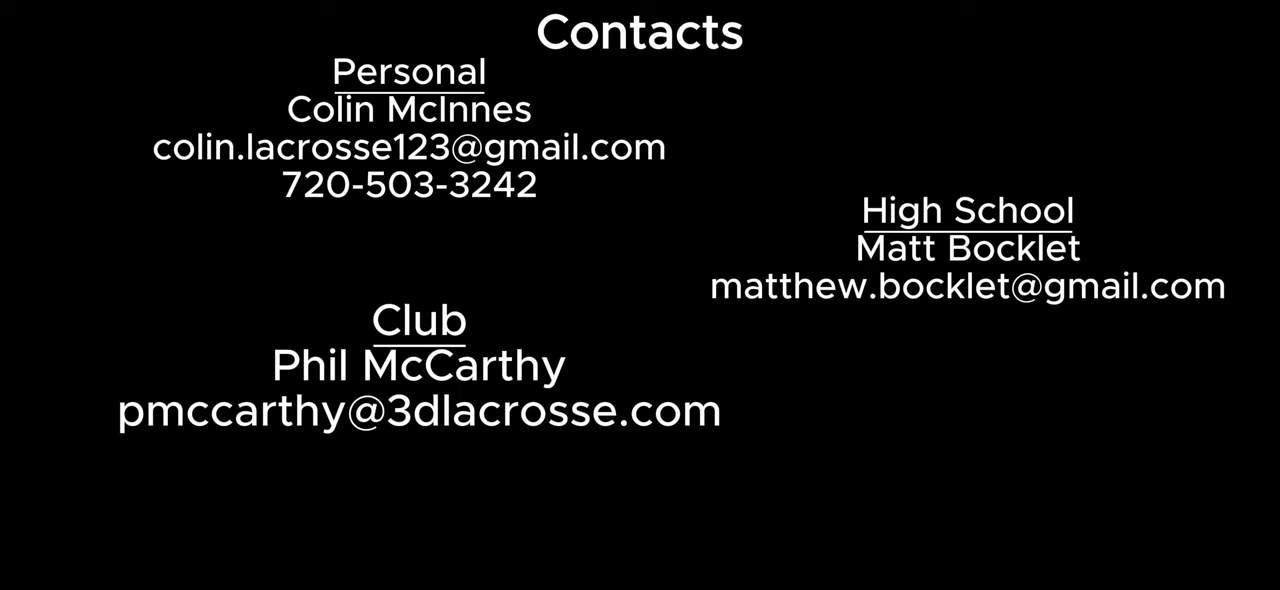 Contacts
Personal
Colin McInnes
colin.lacrosse123@gmail.com
720-503-3242
High School
Matt Bocklet
matthew.bocklet@gmail.com
Club
Phil McCarthy
pmccarthy@3dlacrosse.com